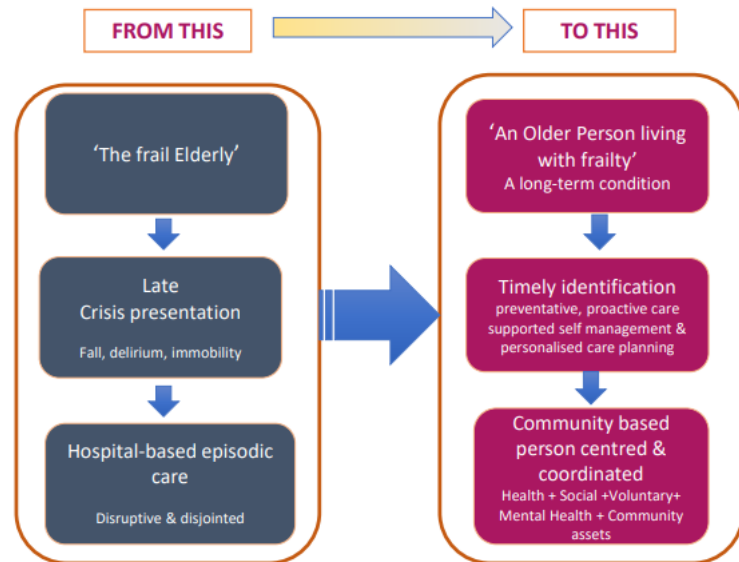 FROM THIS
TO THIS
‘The frail Elderly’
Late
Crisis presentation
Fall, delirium, immobility
Hospital-based episodic
care
Disruptive & disjointed
‘An Older Person living
with frailty’
A long-term condition
Timely identification
preventative, proactive care
supported self management &
personalised care planning
Community based
person centred &
coordinated
Health + Social +Voluntary+
Mental Health + Community
assets